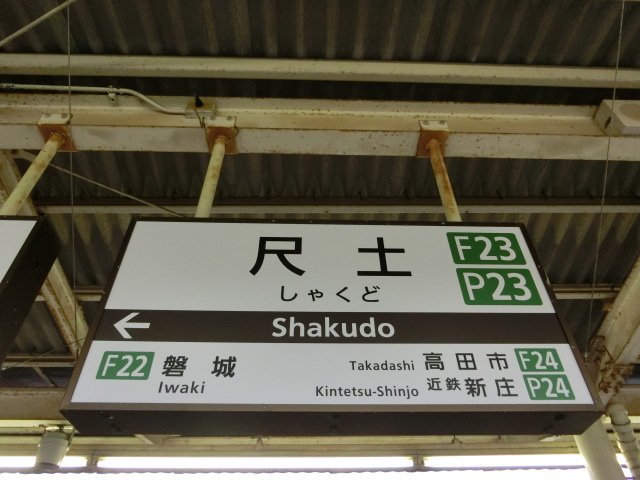 尺土 F23
しゃくど P23
← Shakudo
F22 磐城 Takadashi 高田市 F24
Iwaki Kintetsu-Shinjo 近鉄新庄 P24